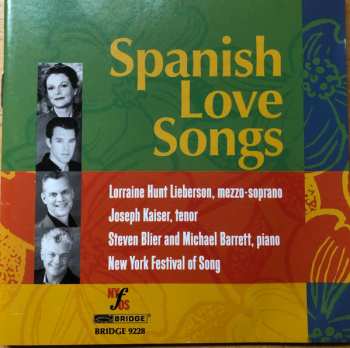 Spanish
Love
Songs
Lorraine Hunt Lieberson, mezzo-soprano
Joseph Kaiser, tenor
Steven Blier and Michael Barrett, piano
New York Festival of Song
NY
fOS
BRIDGE
BRIDGE 9228